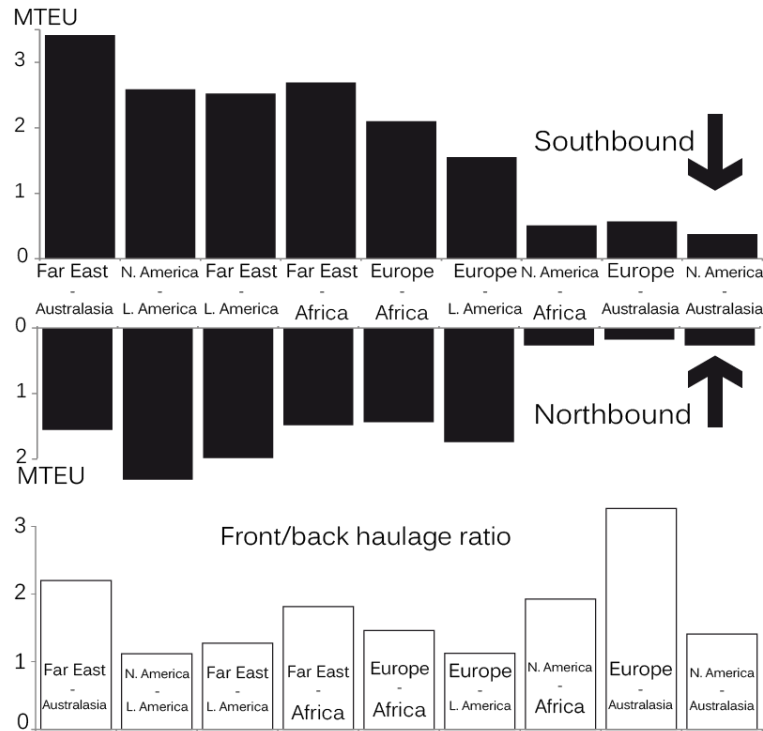 MTEU
3
2
Southbound
1
0
Far East - Australasia
N. America - L. America
Far East - L. America
Far East - Africa
Europe - Africa
Europe - L. America
N. America - Africa
Europe - Australasia
N. America - Australasia
0
1
Northbound
2
MTEU
3
Front/back haulage ratio
2
1
Far East - Australasia
N. America - L. America
Far East - L. America
Far East - Africa
Europe - Africa
Europe - L. America
N. America - Africa
Europe - Australasia
N. America - Australasia
0